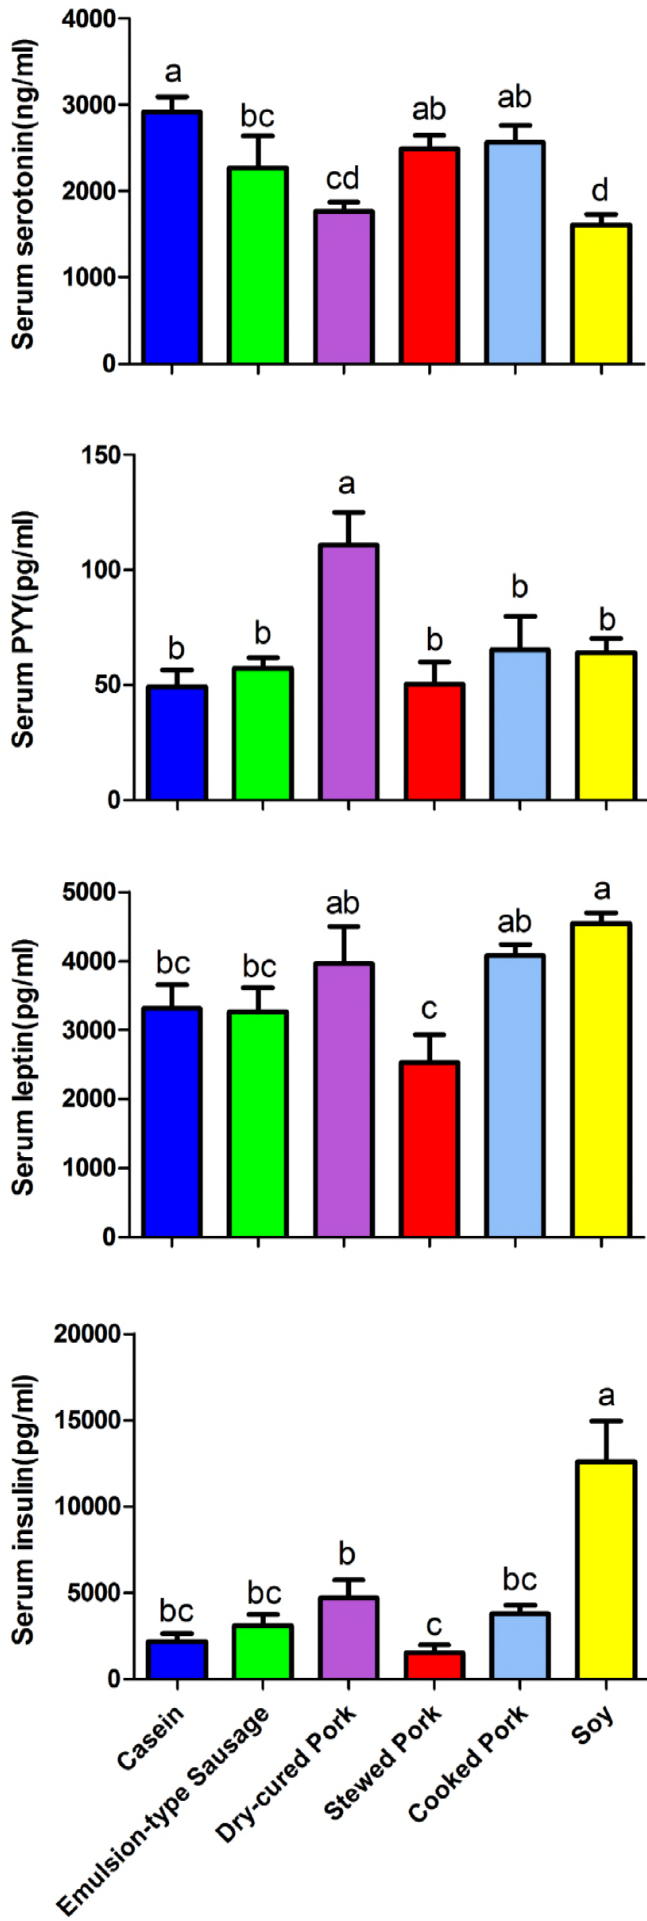 4000
3000
2000
1000
0
Serum serotonin(ng/ml)
a
bc
cd
ab
ab
d
150
100
50
0
Serum PYY(pg/ml)
b
b
a
b
b
b
5000
4000
3000
2000
1000
0
Serum leptin(pg/ml)
bc
bc
ab
c
ab
a
20000
15000
10000
5000
0
Serum insulin(pg/ml)
bc
bc
b
c
bc
a
Casein
Emulsion-type Sausage
Dry-cured Pork
Stewed Pork
Cooked Pork
Soy